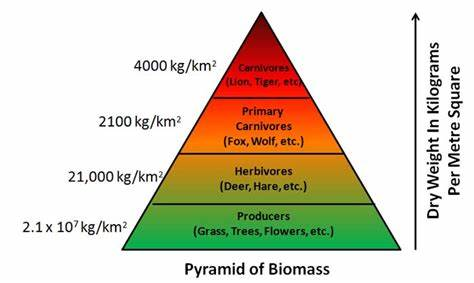 4000 kg/km²
Carnivores
(Lion, Tiger, etc)
2100 kg/km²
Primary
Carnivores
(Fox, Wolf, etc.)
21,000 kg/km²
Herbivores
(Deer, Hare, etc.)
2.1 x 10⁷ kg/km²
Producers
(Grass, Trees, Flowers, etc.)
Dry Weight In Kilograms
Per Metre Square
Pyramid of Biomass